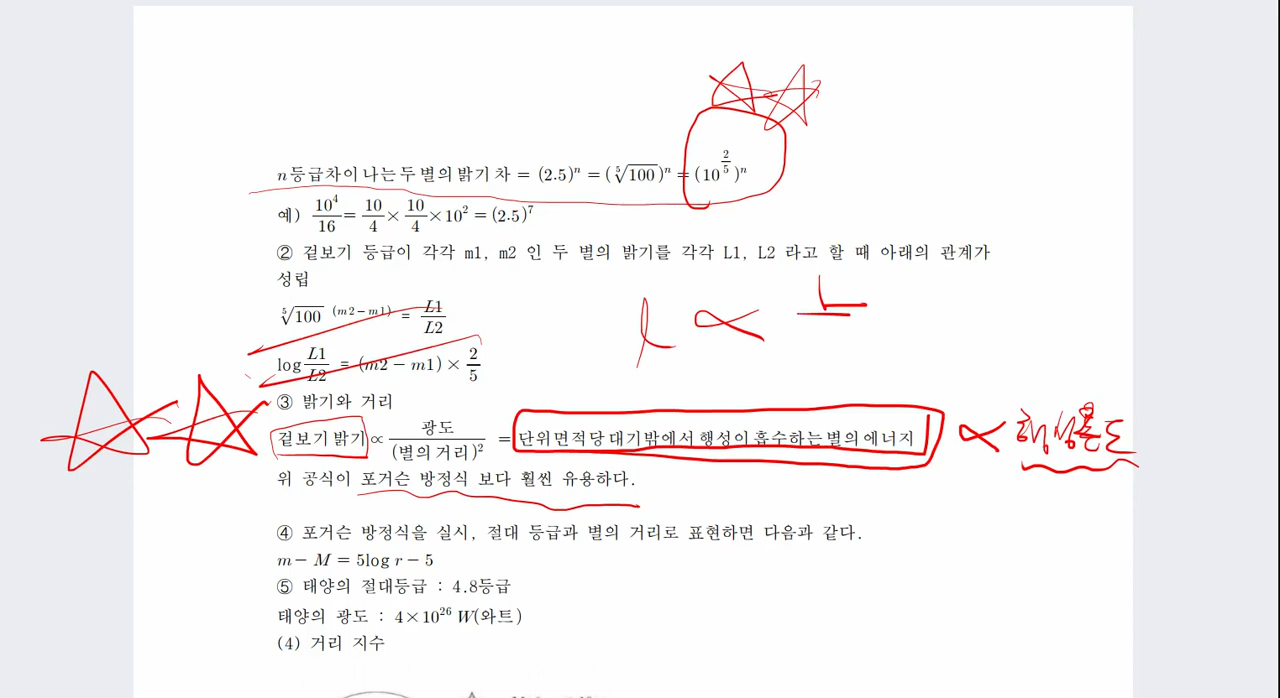 n등급차이 나는 두 별의 밝기 차 = (2.5)ⁿ = (⁵√100)ⁿ = (10^(2/5))ⁿ
예) 10⁴/16 = 10/4 × 10/4 × 10² = (2.5)⁷
② 겉보기 등급이 각각 m1, m2 인 두 별의 밝기를 각각 L1, L2 라고 할 때 아래의 관계가
성립
⁵√100 ^(m2-m1) = L1/L2
l ∝ L
log L1/L2 = (m2 - m1) × 2/5
③ 밝기와 거리
겉보기 밝기 ∝ 광도/(별의 거리)² = 단위면적당 대기밖에서 행성이 흡수하는 별의 에너지 ∝ 행성온도
위 공식이 포거슨 방정식 보다 훨씬 유용하다.
④ 포거슨 방정식을 실시, 절대 등급과 별의 거리로 표현하면 다음과 같다.
m - M = 5log r - 5
⑤ 태양의 절대등급 : 4.8등급
태양의 광도 : 4×10²⁶ W(와트)
(4) 거리 지수